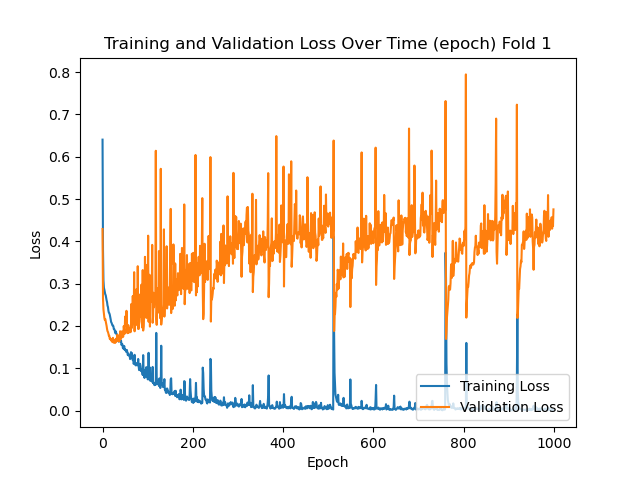 Training and Validation Loss Over Time (epoch) Fold 1
0.8
0.7
0.6
0.5
0.4
0.3
0.2
0.1
0.0
Loss
Training Loss
Validation Loss
0 200 400 600 800 1000
Epoch